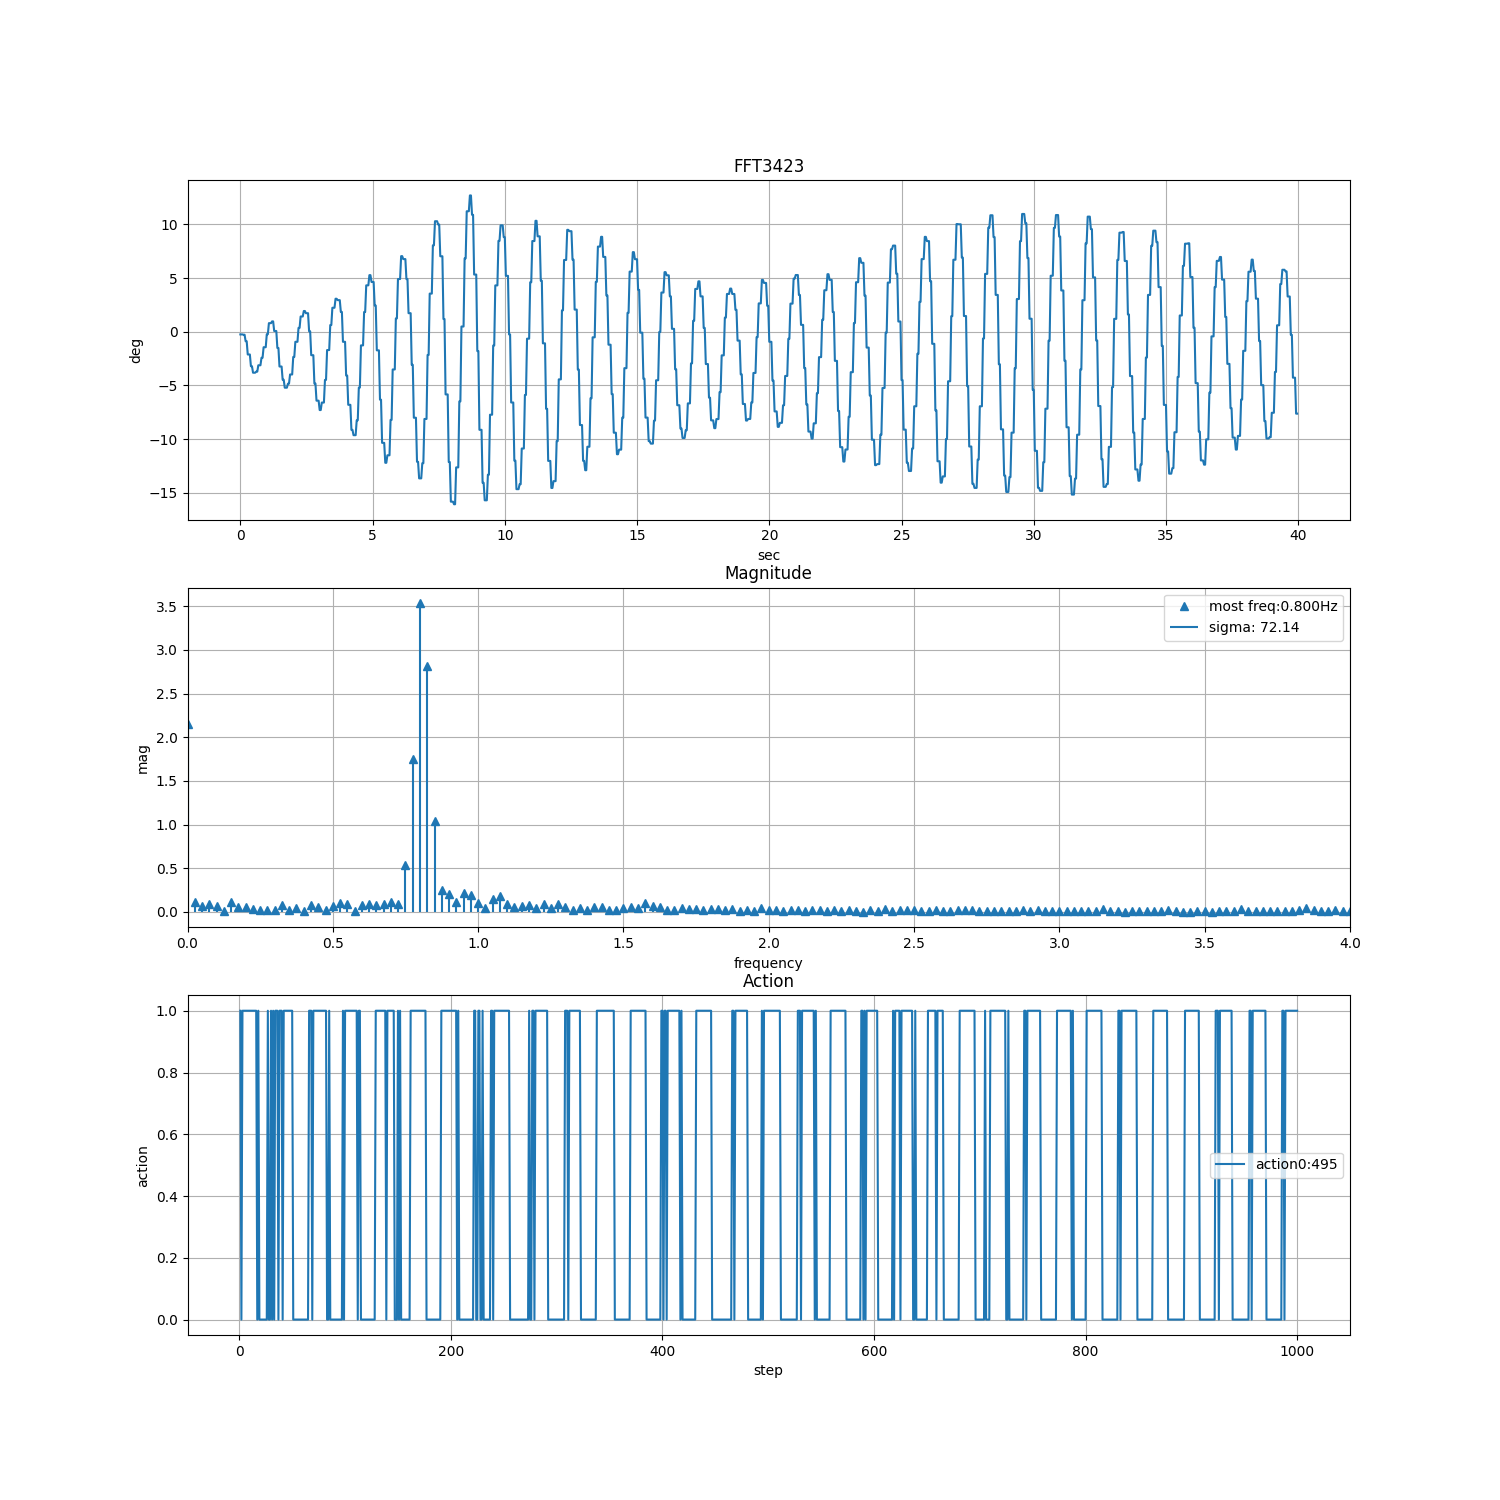 FFT3423
10
5
0
−5
−10
−15
deg
0 5 10 15 20 25 30 35 40
sec
Magnitude
3.5
3.0
2.5
2.0
1.5
1.0
0.5
0.0
mag
most freq:0.800Hz
sigma: 72.14
0.0 0.5 1.0 1.5 2.0 2.5 3.0 3.5 4.0
frequency
Action
1.0
0.8
0.6
0.4
0.2
0.0
action
action0:495
0 200 400 600 800 1000
step